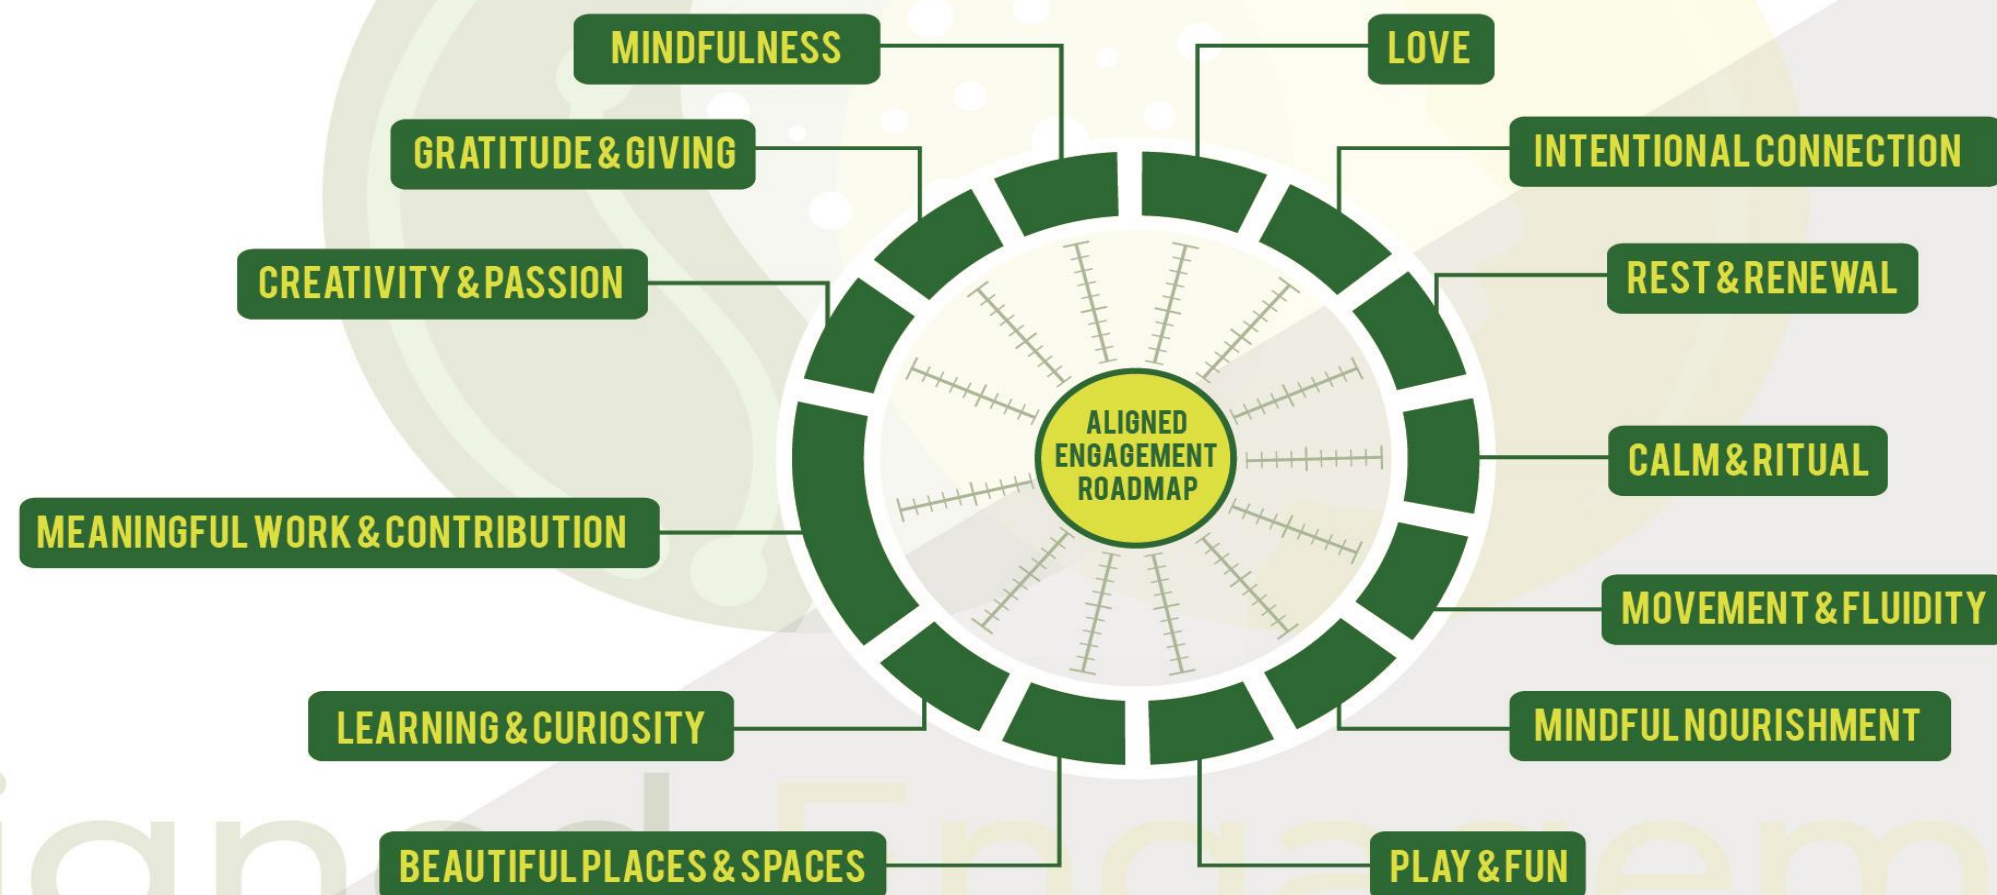 MINDFULNESS
LOVE
GRATITUDE & GIVING
INTENTIONAL CONNECTION
CREATIVITY & PASSION
REST & RENEWAL
ALIGNED
ENGAGEMENT
ROADMAP
CALM & RITUAL
MEANINGFUL WORK & CONTRIBUTION
MOVEMENT & FLUIDITY
LEARNING & CURIOSITY
MINDFUL NOURISHMENT
BEAUTIFUL PLACES & SPACES
PLAY & FUN